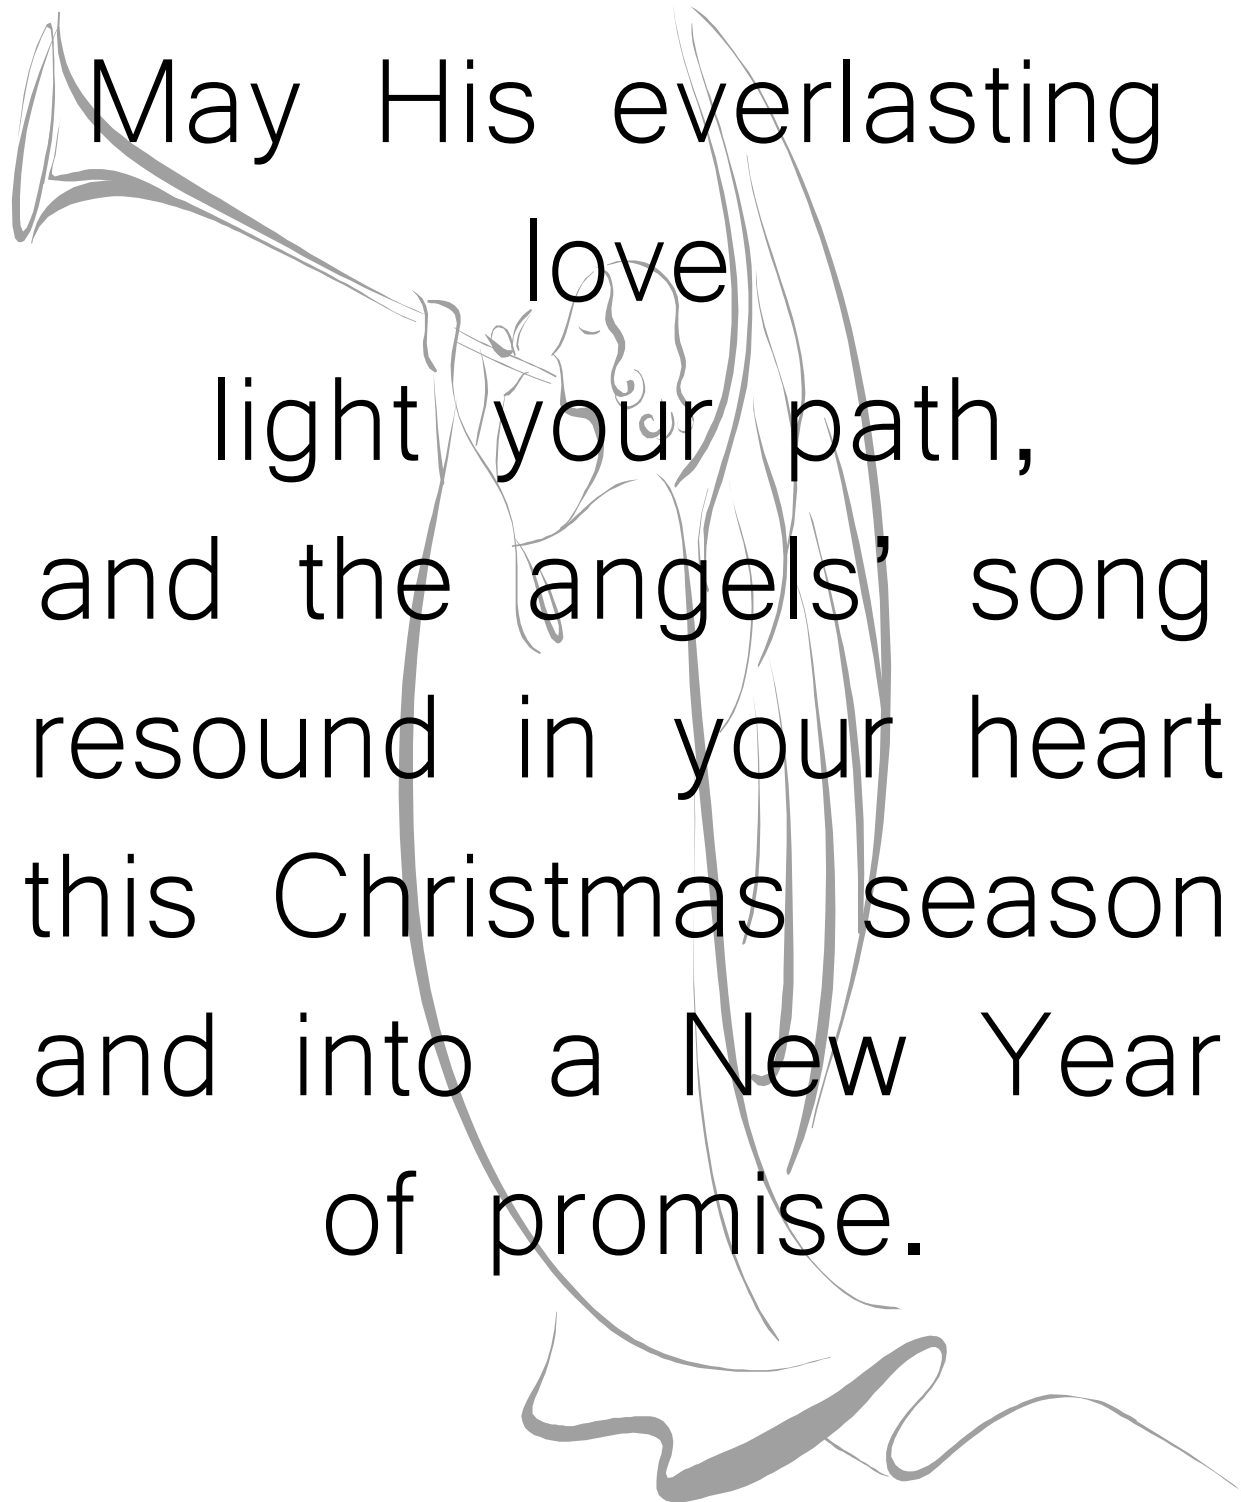 May His everlasting
love
light your path,
and the angels’ song
resound in your heart
this Christmas season
and into a New Year
of promise.